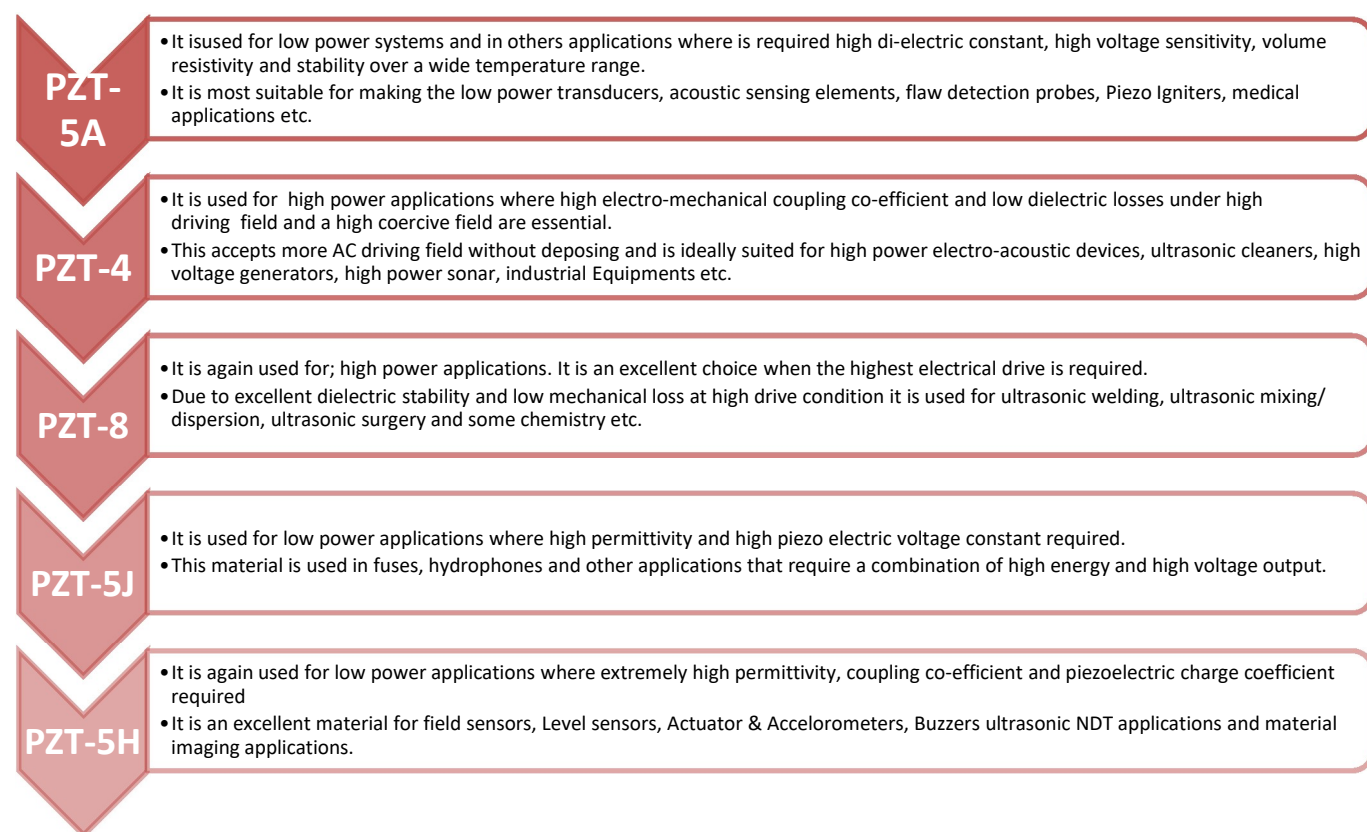 PZT-
5A
•It isused for low power systems and in others applications where is required high di-electric constant, high voltage sensitivity, volume
resistivity and stability over a wide temperature range.
•It is most suitable for making the low power transducers, acoustic sensing elements, flaw detection probes, Piezo Igniters, medical
applications etc.
PZT-4
•It is used for high power applications where high electro-mechanical coupling co-efficient and low dielectric losses under high
driving field and a high coercive field are essential.
•This accepts more AC driving field without deposing and is ideally suited for high power electro-acoustic devices, ultrasonic cleaners, high
voltage generators, high power sonar, industrial Equipments etc.
PZT-8
•It is again used for; high power applications. It is an excellent choice when the highest electrical drive is required.
•Due to excellent dielectric stability and low mechanical loss at high drive condition it is used for ultrasonic welding, ultrasonic mixing/
dispersion, ultrasonic surgery and some chemistry etc.
PZT-5J
•It is used for low power applications where high permittivity and high piezo electric voltage constant required.
•This material is used in fuses, hydrophones and other applications that require a combination of high energy and high voltage output.
PZT-5H
•It is again used for low power applications where extremely high permittivity, coupling co-efficient and piezoelectric charge coefficient
required
•It is an excellent material for field sensors, Level sensors, Actuator & Accelorometers, Buzzers ultrasonic NDT applications and material
imaging applications.